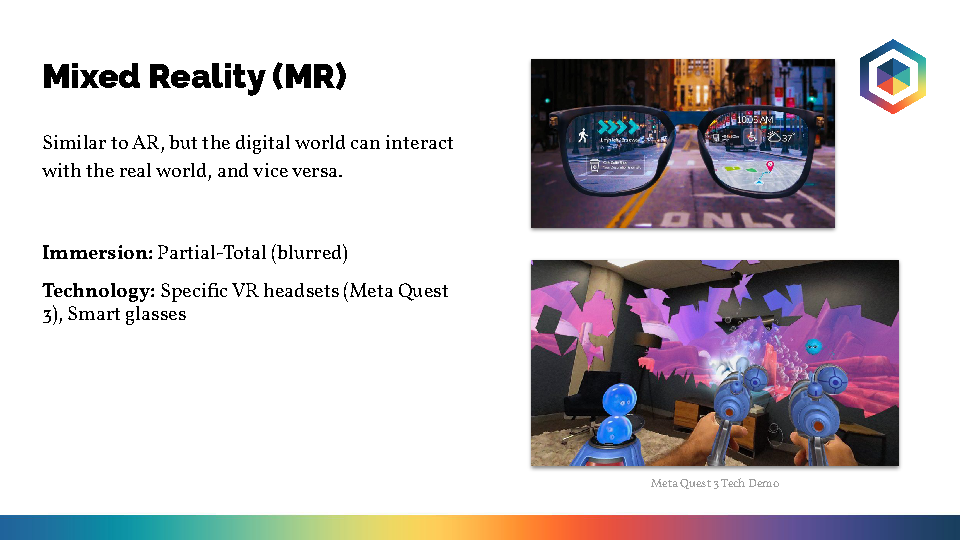 Mixed Reality (MR)
Similar to AR, but the digital world can interact
with the real world, and vice versa.
Immersion: Partial-Total (blurred)
Technology: Specific VR headsets (Meta Quest
3), Smart glasses
10:05 AM
37°
ONLY
Meta Quest 3 Tech Demo